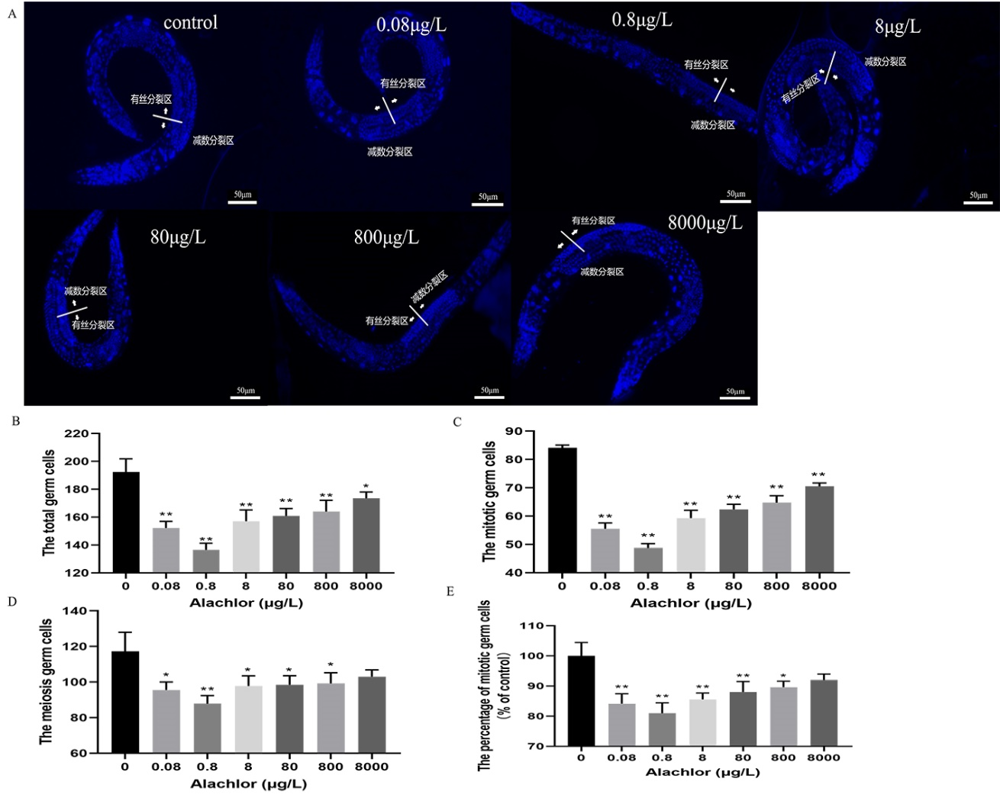 A
control
有丝分裂区
减数分裂区
50μm
0.08μg/L
有丝分裂区
减数分裂区
50μm
0.8μg/L
有丝分裂区
减数分裂区
50μm
8μg/L
减数分裂区
有丝分裂区
50μm
80μg/L
减数分裂区
有丝分裂区
50μm
800μg/L
减数分裂区
有丝分裂区
50μm
8000μg/L
有丝分裂区
减数分裂区
50μm
B
The total germ cells
220
200
180
160
140
120
** ** ** ** ** *
0 0.08 0.8 8 80 800 8000
Alachlor (μg/L)
C
The mitotic germ cells
90
80
70
60
50
40
** ** ** ** ** **
0 0.08 0.8 8 80 800 8000
Alachlor (μg/L)
D
The meiosis germ cells
140
120
100
80
60
* ** * * *
0 0.08 0.8 8 80 800 8000
Alachlor (μg/L)
E
The percentage of mitotic germ cells
(% of control)
110
100
90
80
70
** ** ** ** *
0 0.08 0.8 8 80 800 8000
Alachlor (μg/L)